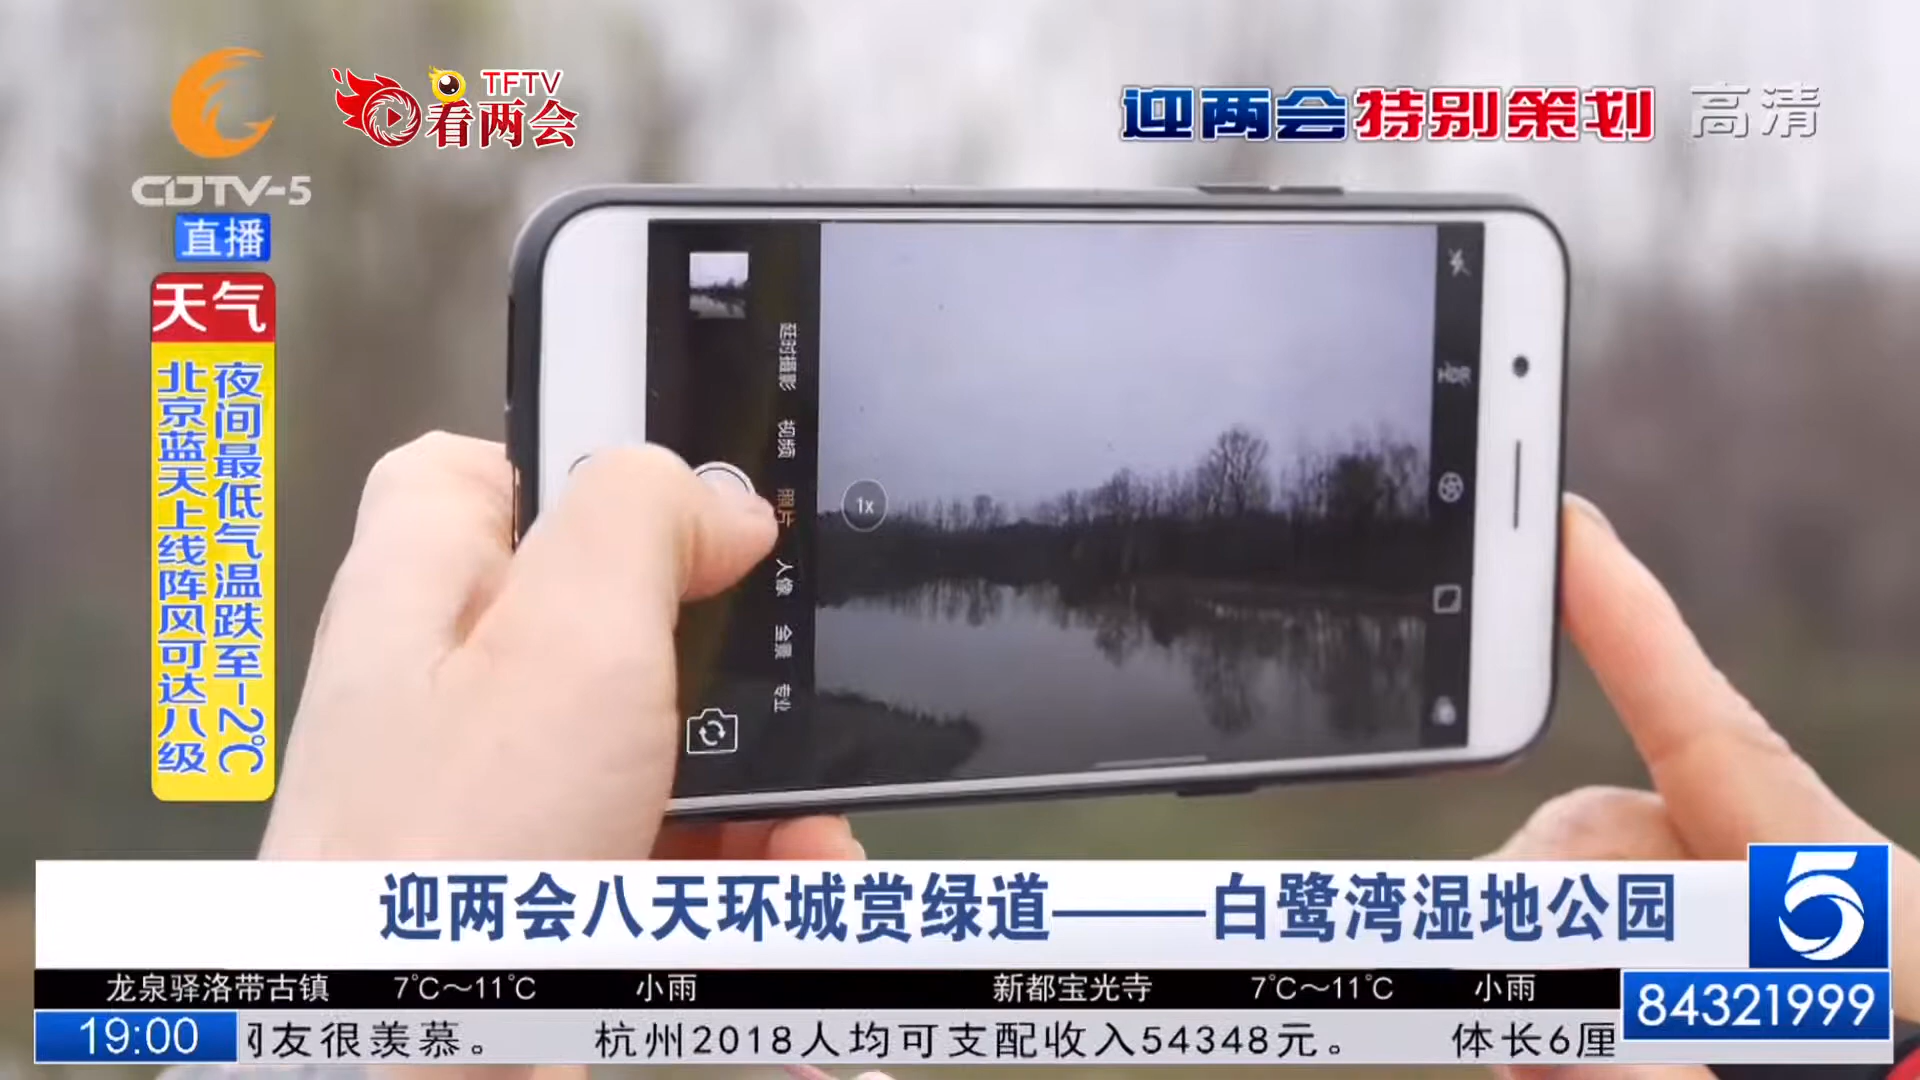 TFTV
看两会
迎两会特别策划
高清
CDTV-5
直播
天气
夜间最低气温跌至-2℃
北京蓝天上线阵风可达八级
延时摄影
视频
照片
人像
全景
专业
1x
HDR
迎两会八天环城赏绿道——白鹭湾湿地公园
5
龙泉驿洛带古镇 7℃～11℃ 小雨 新都宝光寺 7℃～11℃ 小雨
84321999
19:00
网友很羡慕。 杭州2018人均可支配收入54348元。 体长6厘